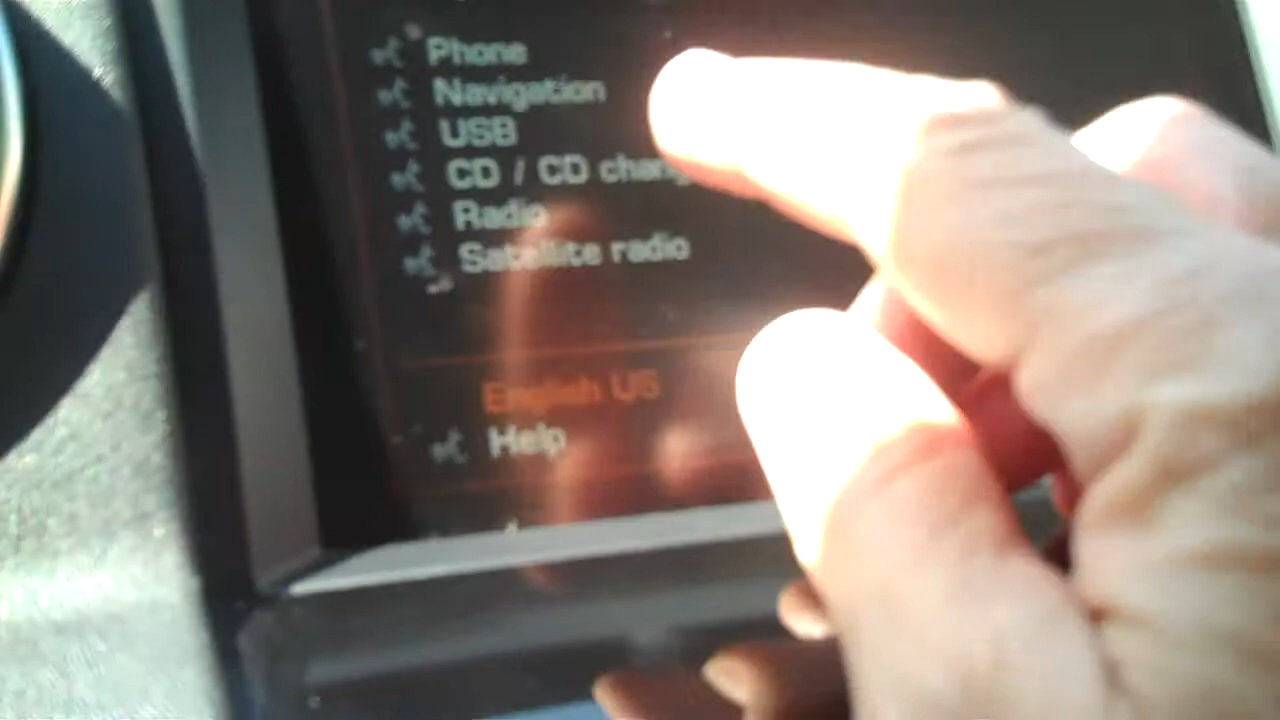 Phone
Navigation
USB
CD / CD chang
Radio
Satellite radio
English US
Help